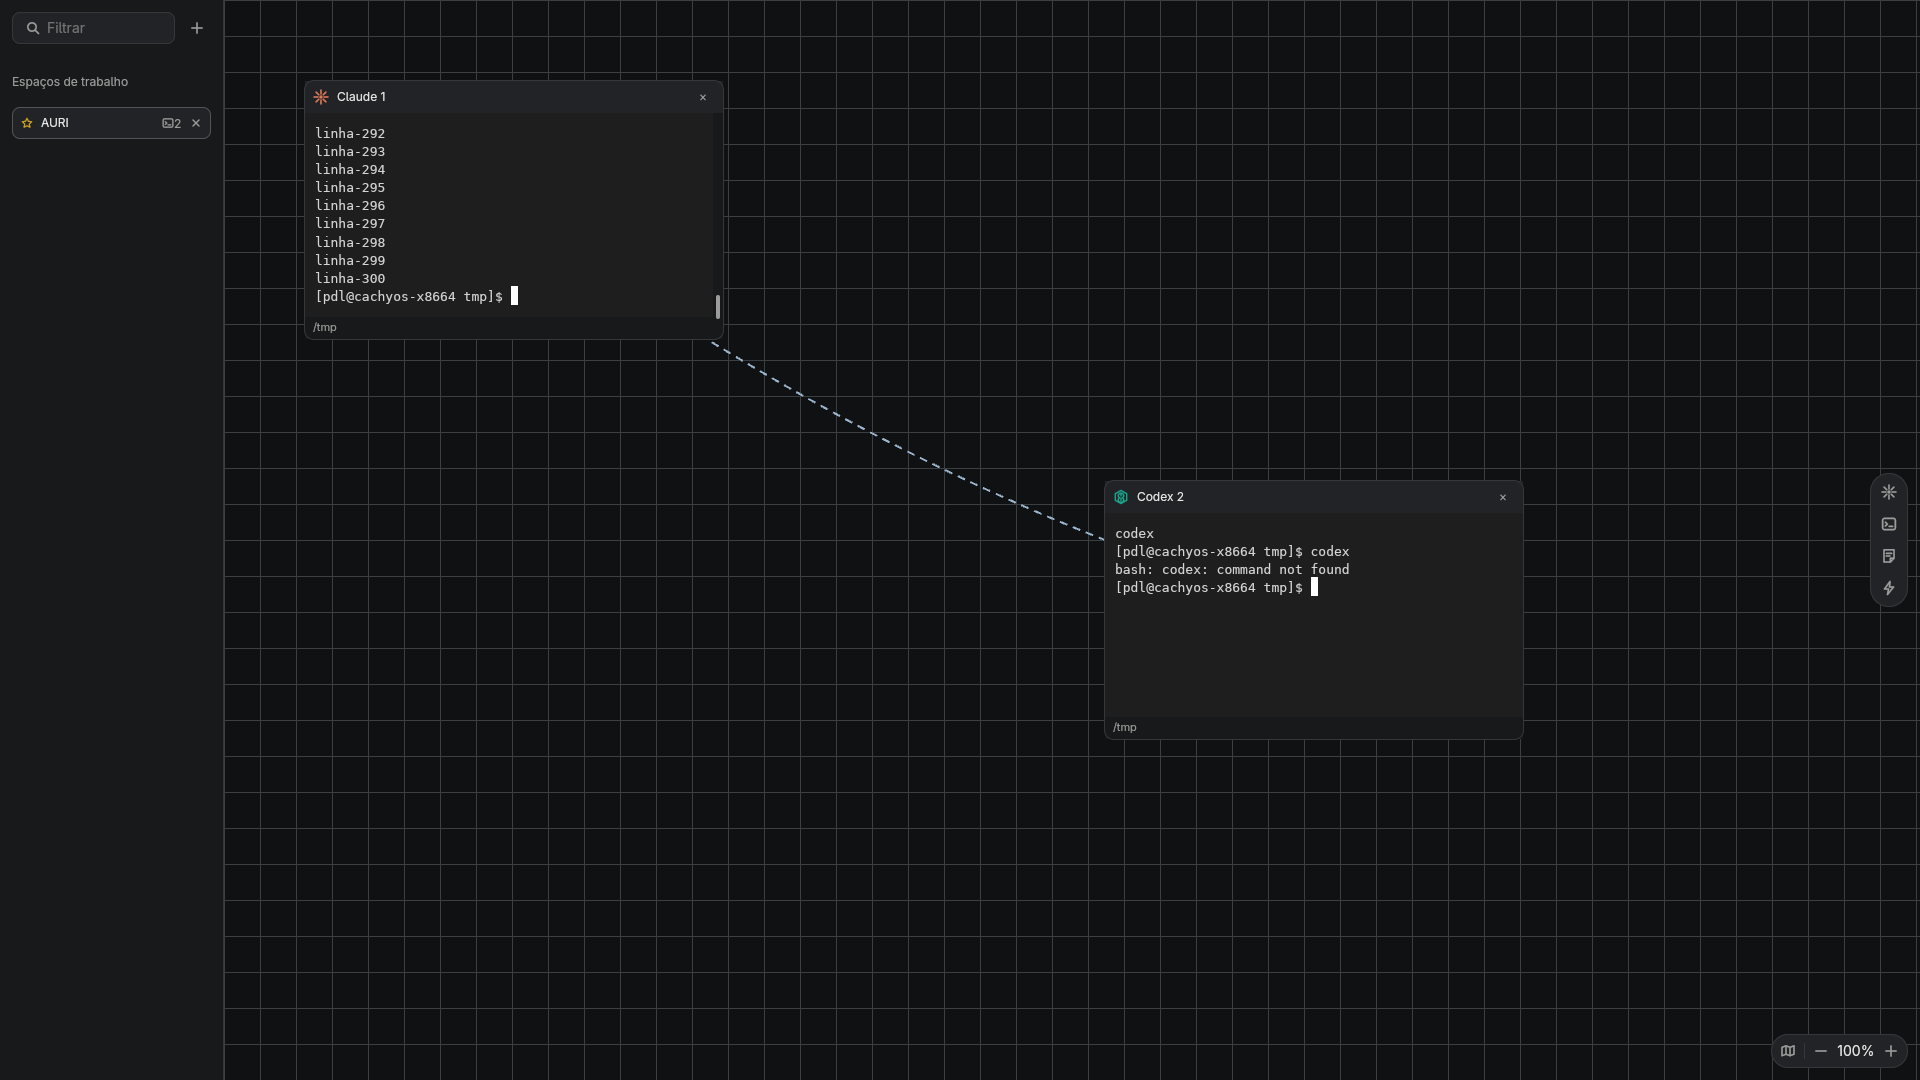 Filtrar
Espaços de trabalho
AURI 2
Claude 1
linha-292
linha-293
linha-294
linha-295
linha-296
linha-297
linha-298
linha-299
linha-300
[pdl@cachyos-x8664 tmp]$
/tmp
Codex 2
codex
[pdl@cachyos-x8664 tmp]$ codex
bash: codex: command not found
[pdl@cachyos-x8664 tmp]$
/tmp
100%